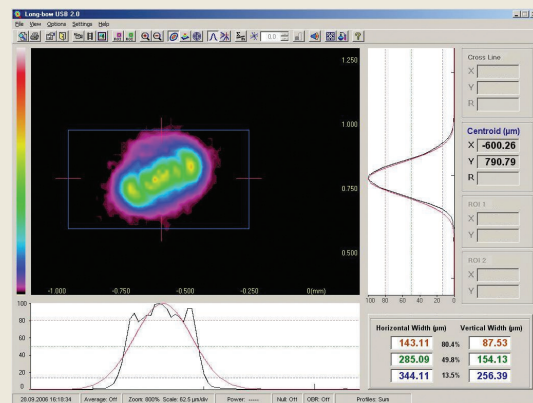 Long-bow USB 2.0
File View Options Settings Help
0.0
1.250
1.000
0.750
0.500
-1.000 -0.750 -0.500 -0.250 0(mm)
100 80 60 40 20 0
100
80
60
40
20
0
Cross Line
X
Y
R
Centroid (µm)
X -600.26
Y 790.79
R
ROI 1
X
Y
ROI 2
X
Y
Horizontal Width (µm) Vertical Width (µm)
143.11 80.4% 87.53
285.09 49.8% 154.13
344.11 13.5% 256.39
28.09.2006 16:18:34 Average: Off Zoom: 800% Scale: 62.5 µm/div Power: ----- Null: Off OBR: Off Profiles: Sum